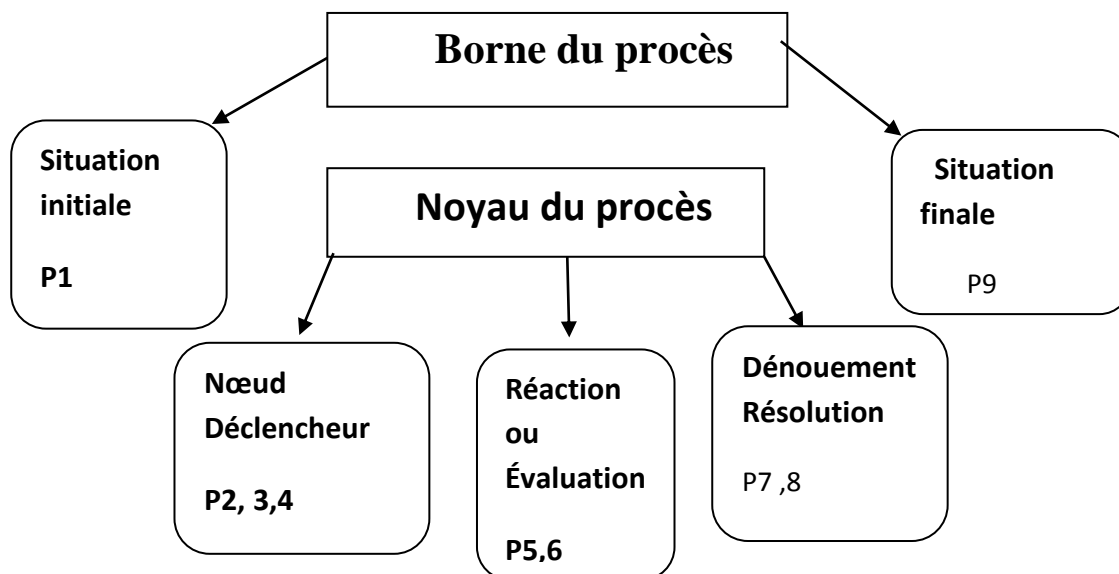 Borne du procès
Situation
initiale
P1
Noyau du procès
Situation
finale
P9
Nœud
Déclencheur
P2, 3,4
Réaction
ou
Évaluation
P5,6
Dénouement
Résolution
P7 ,8